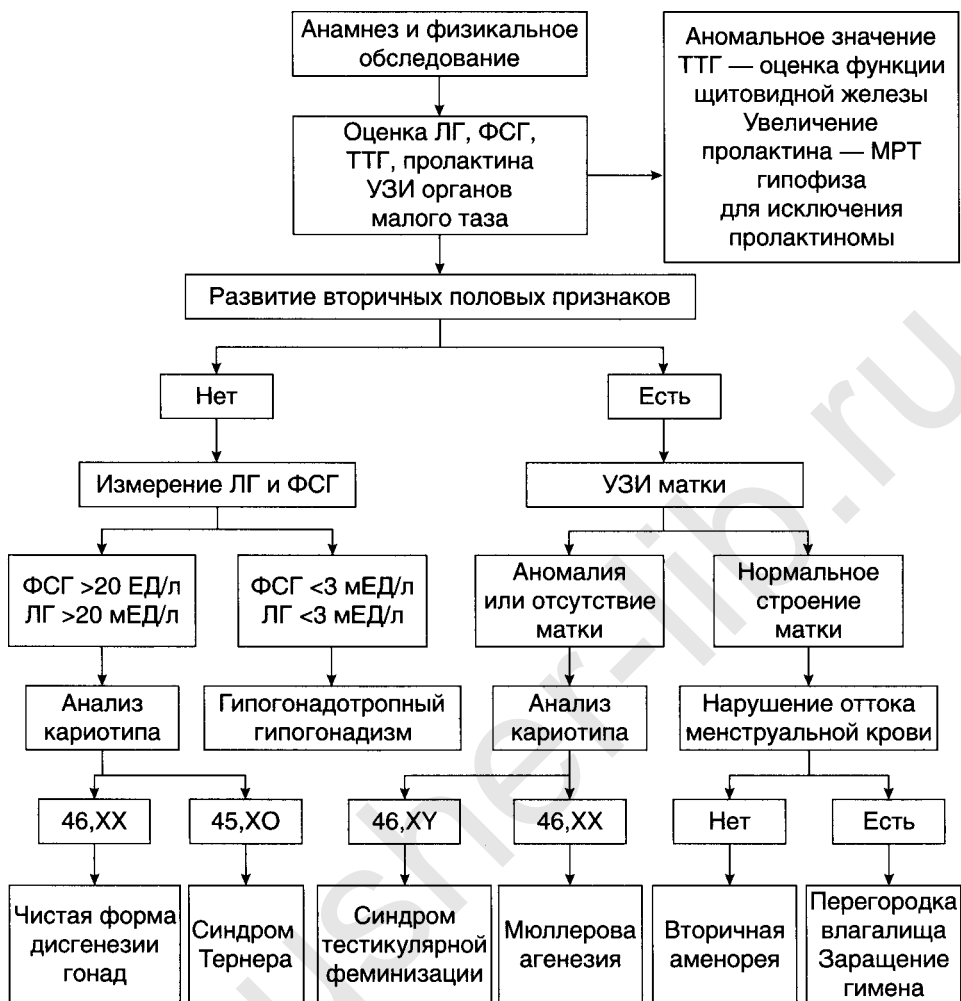 Анамнез и физикальное
обследование
Аномальное значение
ТТГ — оценка функции
щитовидной железы
Увеличение
пролактина — МРТ
гипофиза
для исключения
пролактиномы
Оценка ЛГ, ФСГ,
ТТГ, пролактина
УЗИ органов
малого таза
Развитие вторичных половых признаков
Нет
Есть
Измерение ЛГ и ФСГ
УЗИ матки
ФСГ >20 ЕД/л
ЛГ >20 мЕД/л
ФСГ <3 мЕД/л
ЛГ <3 мЕД/л
Аномалия
или отсутствие
матки
Нормальное
строение
матки
Анализ
кариотипа
Гипогонадотропный
гипогонадизм
Анализ
кариотипа
Нарушение оттока
менструальной крови
46,XX
45,XO
46,XY
46,XX
Нет
Есть
Чистая форма
дисгенезии
гонад
Синдром
Тернера
Синдром
тестикулярной
феминизации
Мюллерова
агенезия
Вторичная
аменорея
Перегородка
влагалища
Заращение
гимена
usher-lib.ru